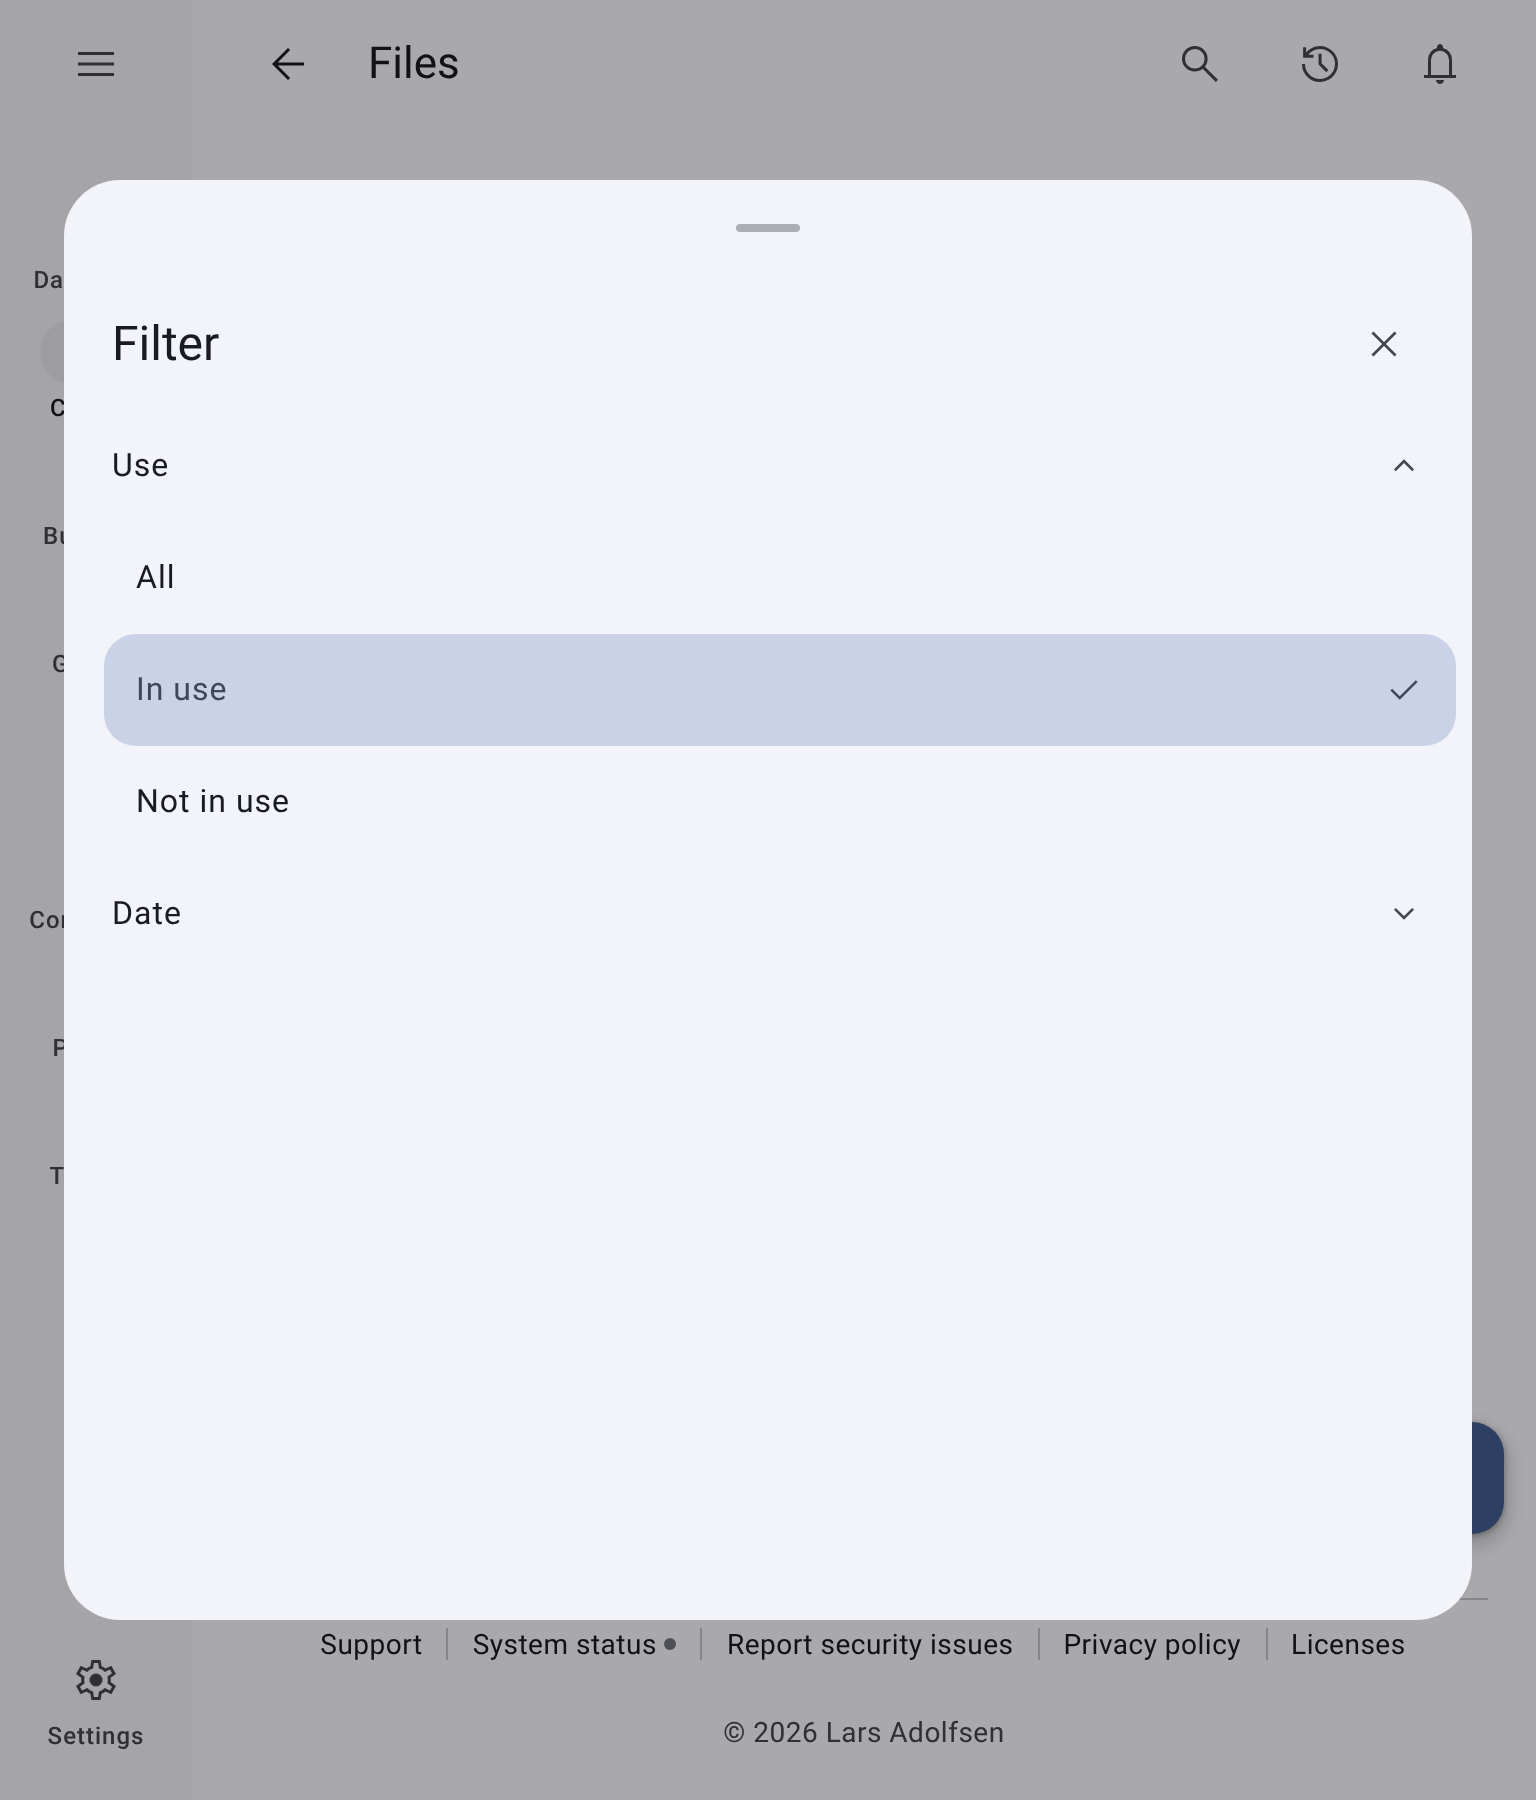 Files
Filter
Use
All
In use
Not in use
Date
Support
System status
Report security issues
Privacy policy
Licenses
Settings
© 2026 Lars Adolfsen